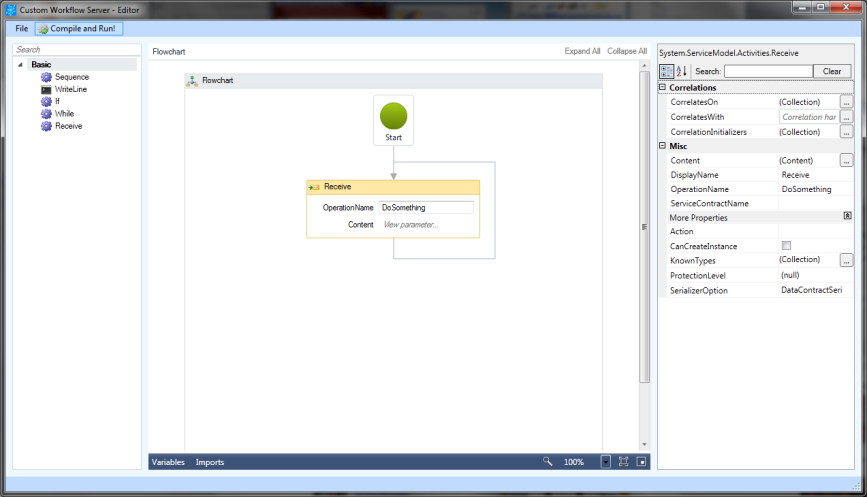 Custom Workflow Server - Editor
File Compile and Run!
Search
Basic
Sequence
WriteLine
If
While
Receive
Flowchart Expand All Collapse All
Flowchart
Start
Receive
OperationName DoSomething
Content View parameter...
Variables Imports 100%
System.ServiceModel.Activities.Receive
Search: Clear
Correlations
CorrelatesOn (Collection) ...
CorrelatesWith Correlation har ...
CorrelationInitializers (Collection) ...
Misc
Content (Content) ...
DisplayName Receive
OperationName DoSomething
ServiceContractName
More Properties
Action
CanCreateInstance
KnownTypes (Collection) ...
ProtectionLevel (null)
SerializerOption DataContractSeri